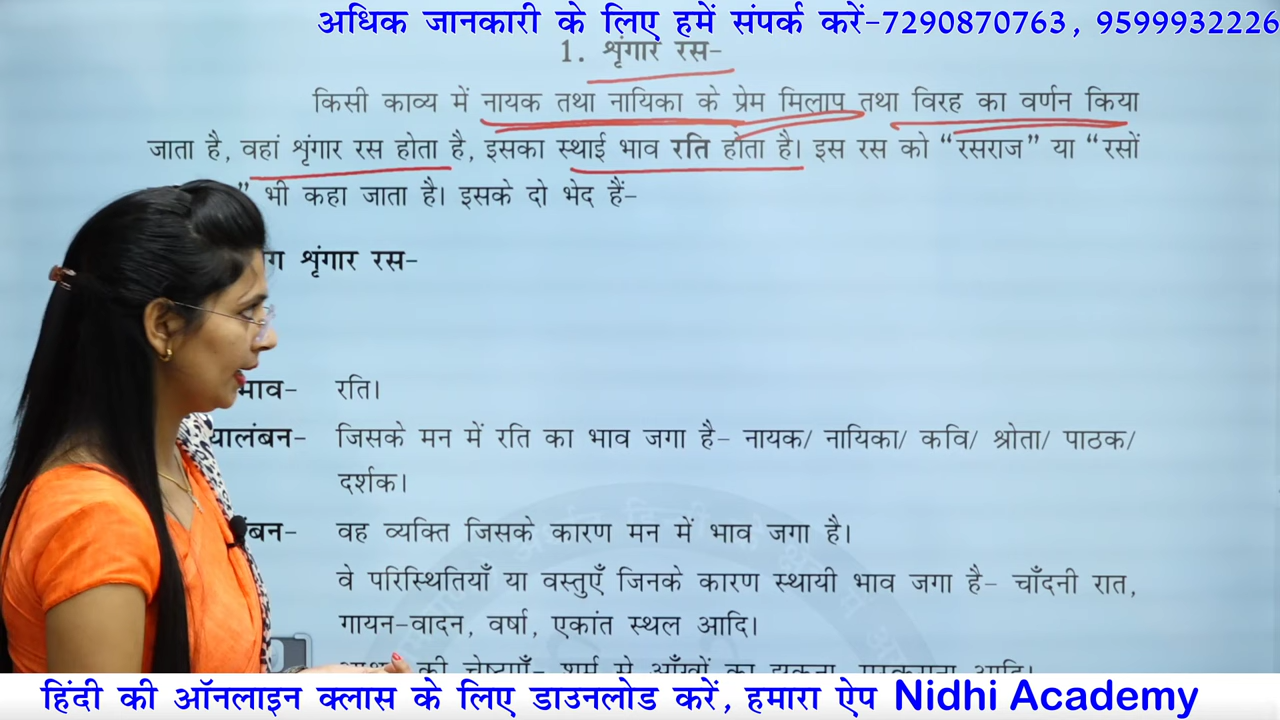 अधिक जानकारी के लिए हमें संपर्क करें-7290870763, 9599932226
1. शृंगार रस-
किसी काव्य में नायक तथा नायिका के प्रेम मिलाप तथा विरह का वर्णन किया
जाता है, वहां शृंगार रस होता है, इसका स्थाई भाव रति होता है। इस रस को “रसराज” या “रसों
” भी कहा जाता है। इसके दो भेद हैं-
शृंगार रस-
रति।
जिसके मन में रति का भाव जगा है- नायक/ नायिका/ कवि/ श्रोता/ पाठक/
दर्शक।
वह व्यक्ति जिसके कारण मन में भाव जगा है।
वे परिस्थितियाँ या वस्तुएँ जिनके कारण स्थायी भाव जगा है- चाँदनी रात,
गायन-वादन, वर्षा, एकांत स्थल आदि।
की चेष्टाएँ- शर्म से आँखों का झुकना, मुस्कुराना आदि।
हिंदी की ऑनलाइन क्लास के लिए डाउनलोड करें, हमारा ऐप Nidhi Academy